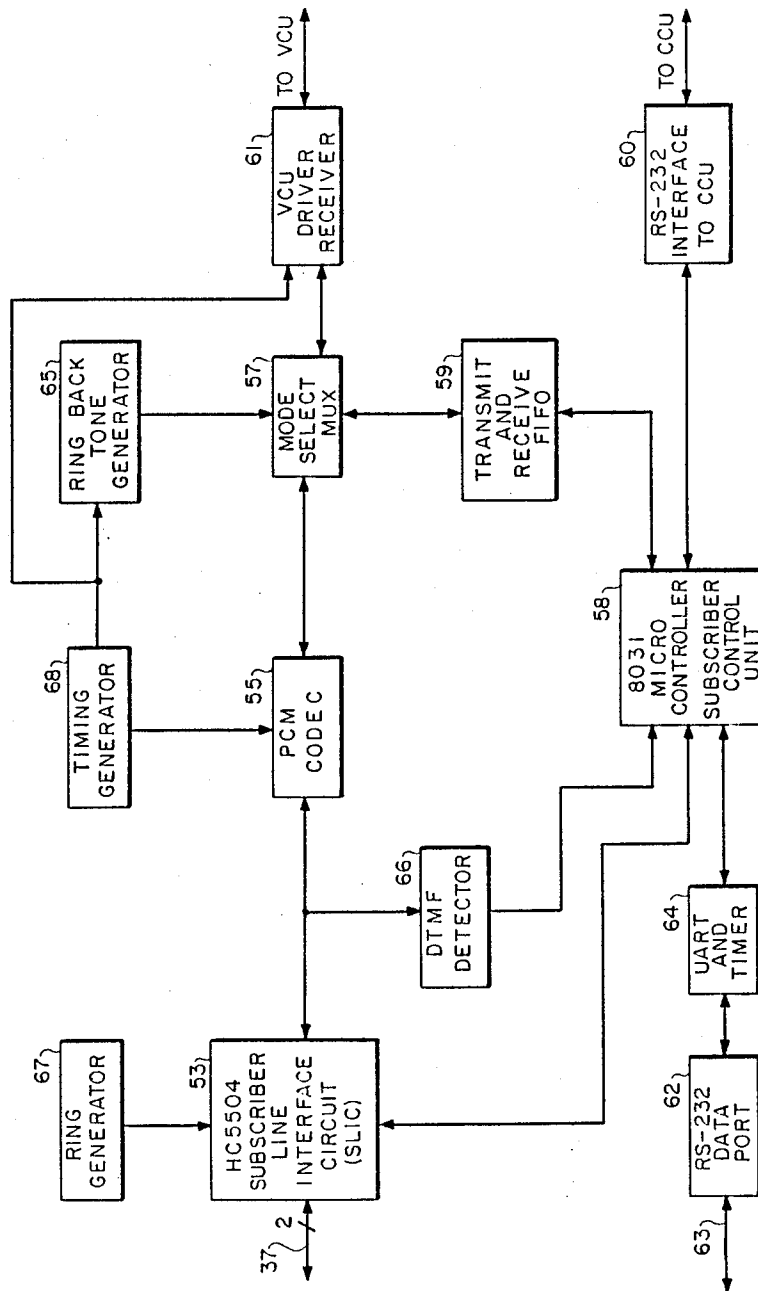 67
RING
GENERATOR
68
TIMING
GENERATOR
65
RING BACK
TONE
GENERATOR
37
2
53
HC5504
SUBSCRIBER
LINE
INTERFACE
CIRCUIT
(SLIC)
55
PCM
CODEC
57
MODE
SELECT
MUX
61
VCU
DRIVER
RECEIVER
TO VCU
66
DTMF
DETECTOR
59
TRANSMIT
AND
RECEIVE
FIFO
63
62
RS-232
DATA
PORT
64
UART
AND
TIMER
58
8031
MICRO
CONTROLLER
SUBSCRIBER
CONTROL
UNIT
60
RS-232
INTERFACE
TO CCU
TO CCU